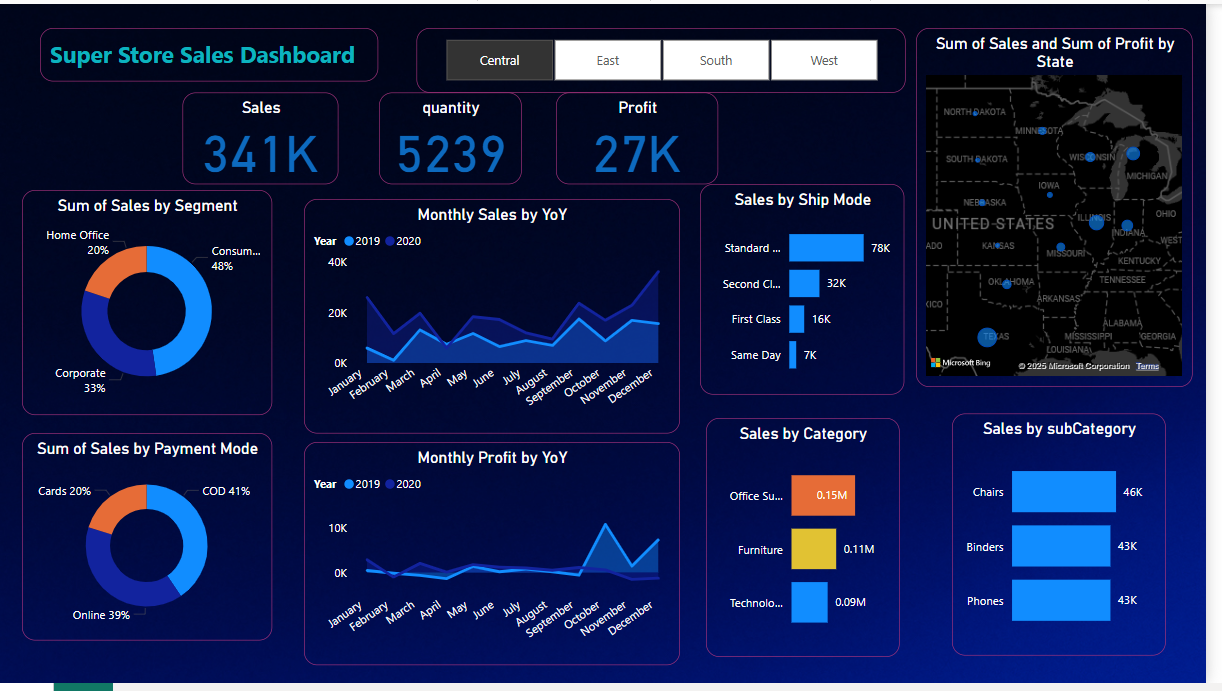 Super Store Sales Dashboard
Central
East
South
West
Sales
341K
quantity
5239
Profit
27K
Sum of Sales and Sum of Profit by
State
NORTH DAKOTA
MINNESOTA
SOUTH DAKOTA
WISCONSIN
MICHIGAN
IOWA
NEBRASKA
UNITED STATES
ILLINOIS
INDIANA
OHIO
ADO
KANSAS
MISSOURI
WEST
KENTUCKY
OKLAHOMA
TENNESSEE
XICO
ARKANSAS
ALABAMA
TEXAS
MISSISSIPPI
GEORGIA
LOUISIANA
Microsoft Bing
© 2025 Microsoft Corporation Terms
Sum of Sales by Segment
Home Office
20%
Consum...
48%
Corporate
33%
Monthly Sales by YoY
Year 2019 2020
40K
20K
0K
January
February
March
April
May
June
July
August
September
October
November
December
Sales by Ship Mode
Standard ... 78K
Second Cl... 32K
First Class 16K
Same Day 7K
Sum of Sales by Payment Mode
Cards 20%
COD 41%
Online 39%
Monthly Profit by YoY
Year 2019 2020
10K
0K
January
February
March
April
May
June
July
August
September
October
November
December
Sales by Category
Office Su... 0.15M
Furniture 0.11M
Technolo... 0.09M
Sales by subCategory
Chairs 46K
Binders 43K
Phones 43K